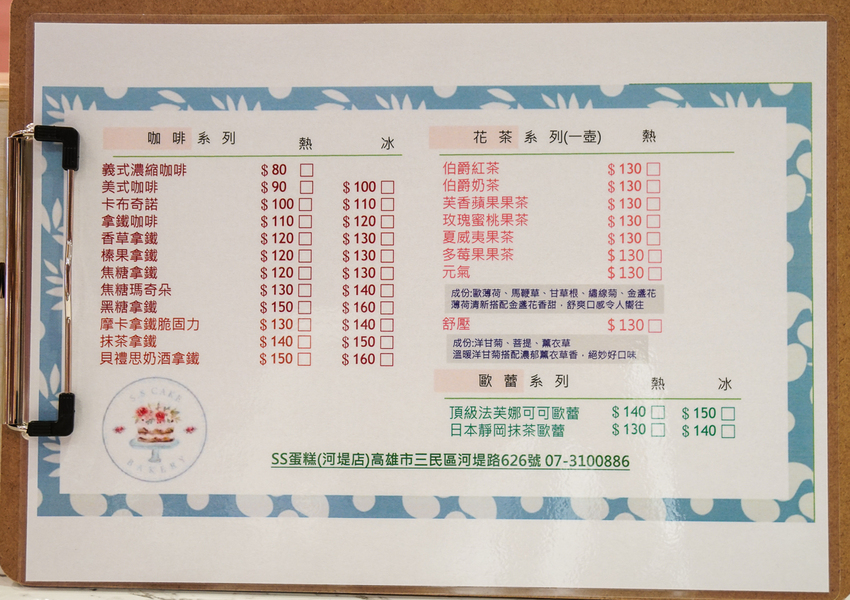 咖啡系列 熱 冰
義式濃縮咖啡 $80 □
美式咖啡 $90 □ $100 □
卡布奇諾 $100 □ $110 □
拿鐵咖啡 $110 □ $120 □
香草拿鐵 $120 □ $130 □
榛果拿鐵 $120 □ $130 □
焦糖拿鐵 $120 □ $130 □
焦糖瑪奇朵 $130 □ $140 □
黑糖拿鐵 $150 □ $160 □
摩卡拿鐵脆固力 $130 □ $140 □
抹茶拿鐵 $140 □ $150 □
貝禮思奶酒拿鐵 $150 □ $160 □
花茶系列(一壺) 熱
伯爵紅茶 $130 □
伯爵奶茶 $130 □
芙香蘋果果茶 $130 □
玫瑰蜜桃果茶 $130 □
夏威夷果茶 $130 □
多莓果果茶 $130 □
元氣 $130 □
成份:歐薄荷、馬鞭草、甘草根、繡線菊、金盞花
薄荷清新搭配金盞花香甜，舒爽口感令人嚮往
舒壓 $130 □
成份:洋甘菊、菩提、薰衣草
溫暖洋甘菊搭配濃郁薰衣草香，絕妙好口味
歐蕾系列 熱 冰
頂級法芙娜可可歐蕾 $140 □ $150 □
日本靜岡抹茶歐蕾 $130 □ $140 □
S.S CAKE
BAKERY
SS蛋糕(河堤店)高雄市三民區河堤路626號 07-3100886